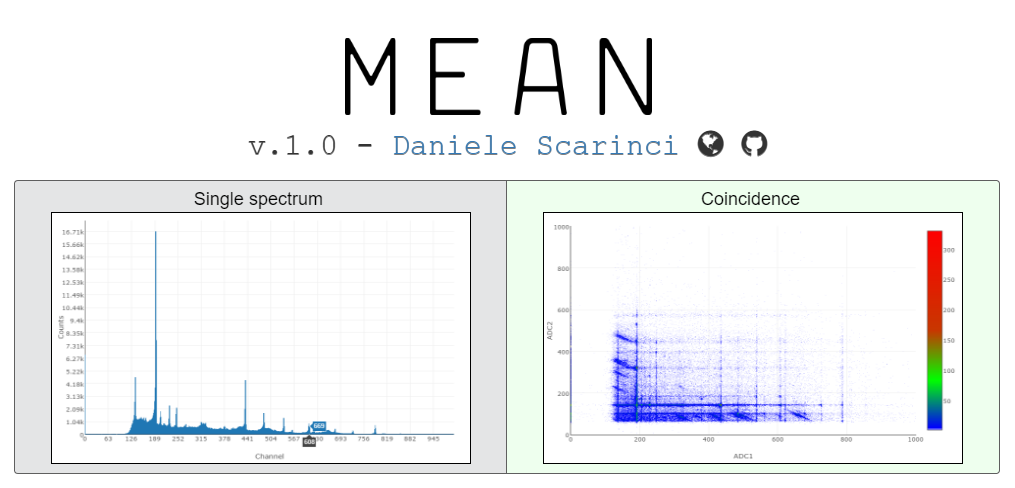 MEAN
v.1.0 - Daniele Scarinci
Single spectrum
16.71k
15.66k
14.62k
13.58k
12.53k
11.49k
10.44k
9.4k
8.35k
7.31k
6.27k
5.22k
4.18k
3.13k
2.09k
1.04k
0
Counts
0 63 126 189 252 315 378 441 504 567 693 756 819 882 945
669
608
Channel
Coincidence
1000
800
600
400
200
0
ADC2
0 200 400 600 800 1000
ADC1
300
250
200
150
100
50